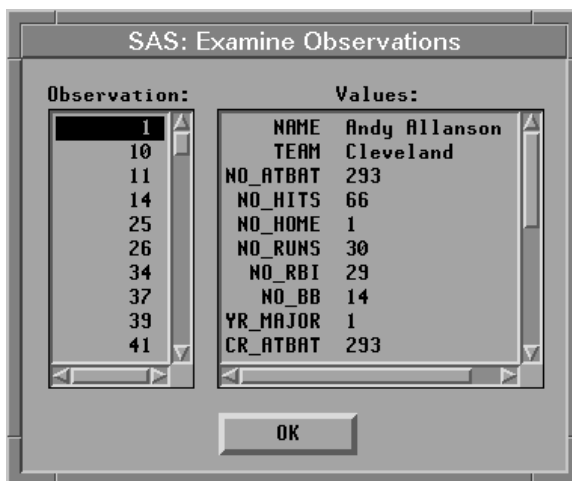 SAS: Examine Observations
Observation:
1
10
11
14
25
26
34
37
39
41
Values:
NAME Andy Allanson
TEAM Cleveland
NO_ATBAT 293
NO_HITS 66
NO_HOME 1
NO_RUNS 30
NO_RBI 29
NO_BB 14
YR_MAJOR 1
CR_ATBAT 293
OK